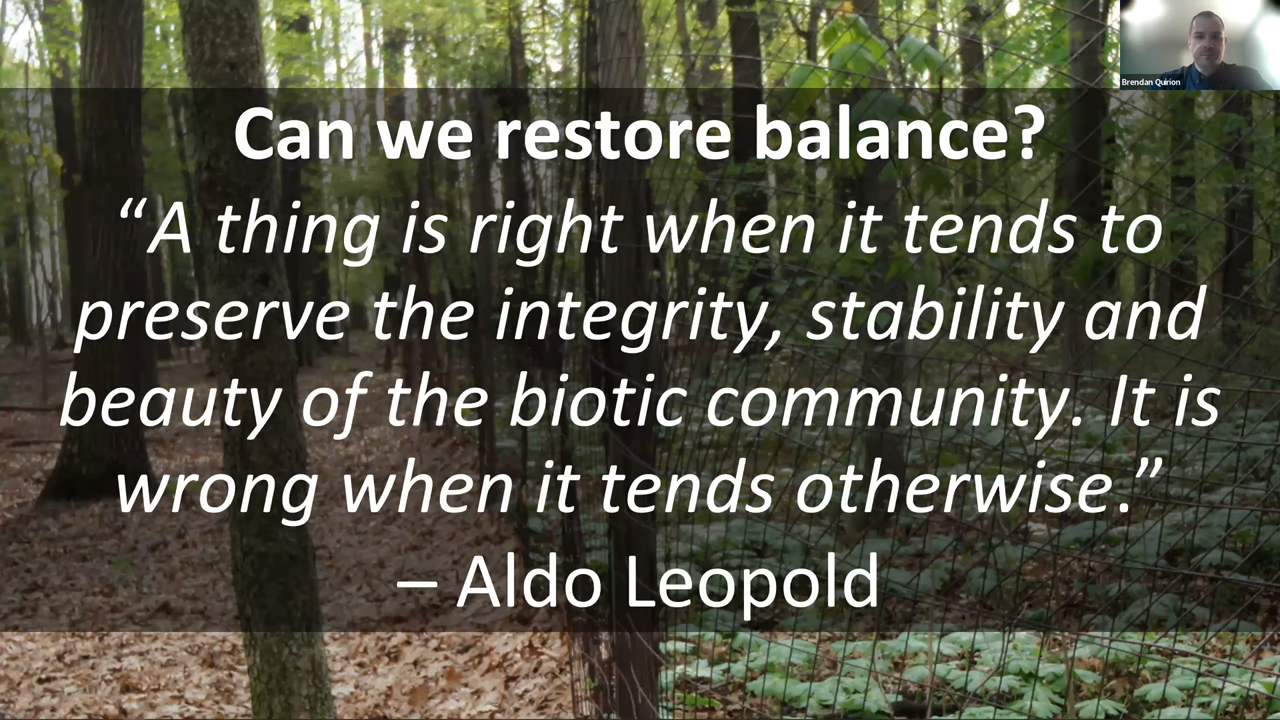 Brendan Quirion
Can we restore balance?
“A thing is right when it tends to
preserve the integrity, stability and
beauty of the biotic community. It is
wrong when it tends otherwise.”
– Aldo Leopold